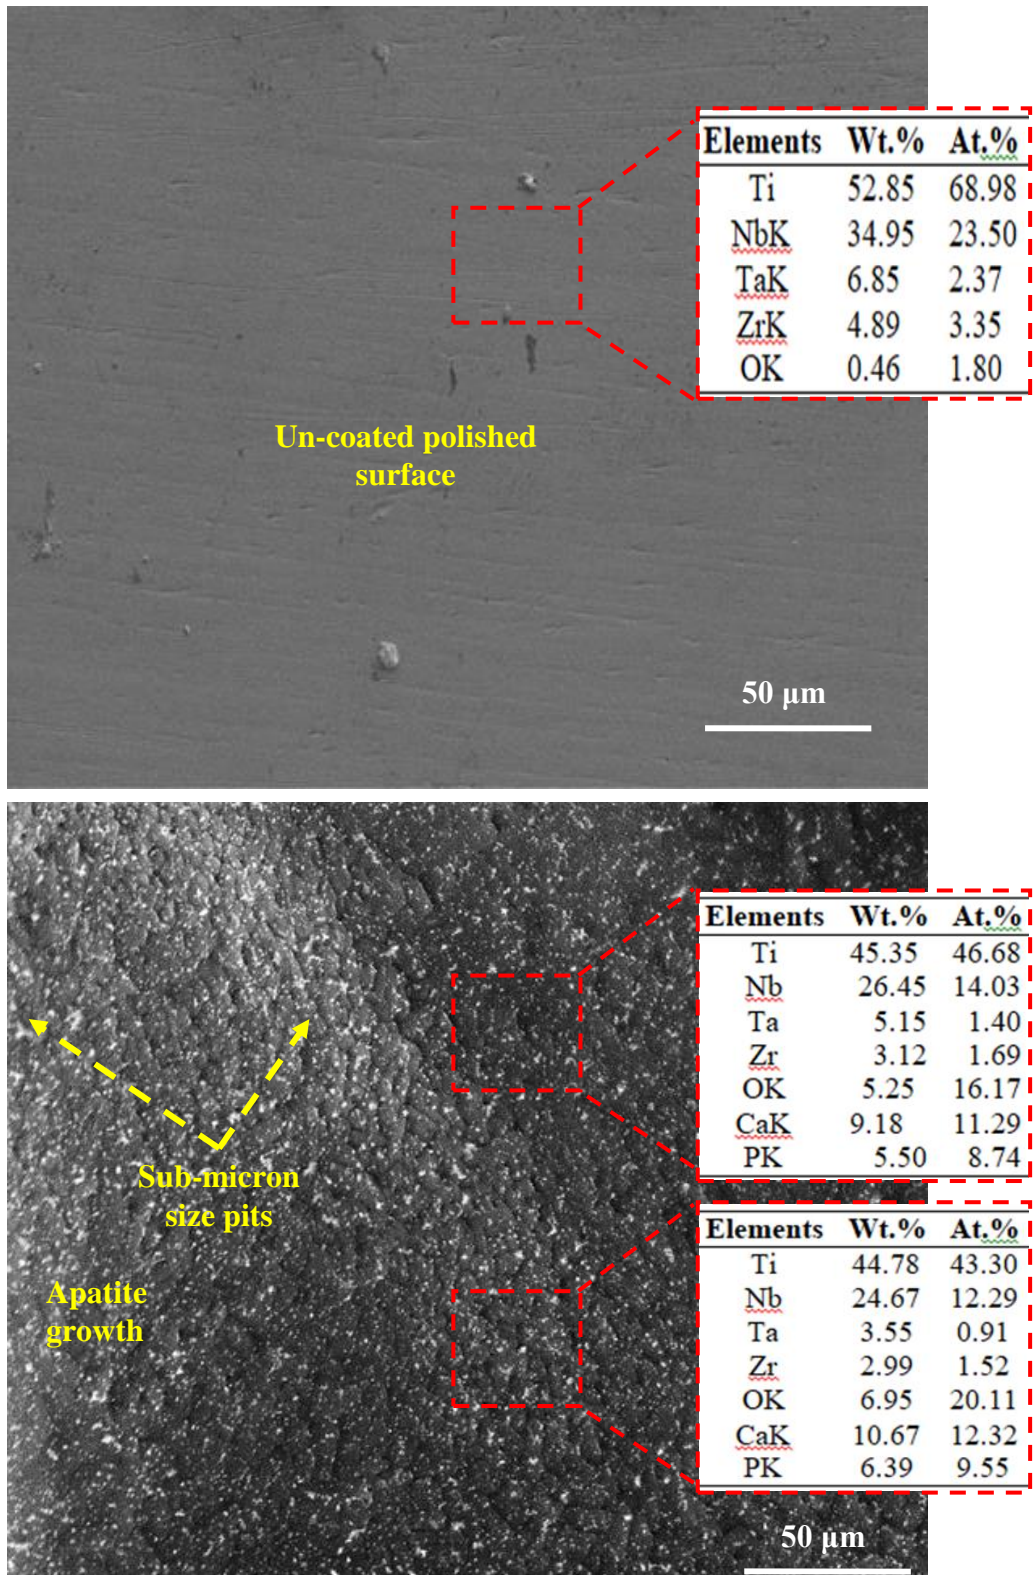 Elements Wt.% At.%
Ti 52.85 68.98
NbK 34.95 23.50
TaK 6.85 2.37
ZrK 4.89 3.35
OK 0.46 1.80
Un-coated polished
surface
50 μm
Elements Wt.% At.%
Ti 45.35 46.68
Nb 26.45 14.03
Ta 5.15 1.40
Zr 3.12 1.69
OK 5.25 16.17
CaK 9.18 11.29
PK 5.50 8.74
Sub-micron
size pits
Apatite
growth
Elements Wt.% At.%
Ti 44.78 43.30
Nb 24.67 12.29
Ta 3.55 0.91
Zr 2.99 1.52
OK 6.95 20.11
CaK 10.67 12.32
PK 6.39 9.55
50 μm